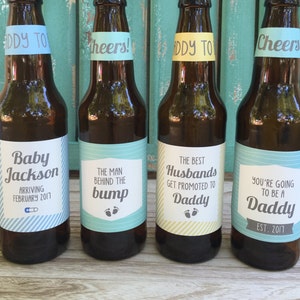 DDY TO
Cheers!
DDY TO
Cheers!
Baby
Jackson
ARRIVING
FEBRUARY 2017
THE MAN
BEHIND THE
bump
THE BEST
Husbands
GET PROMOTED TO
Daddy
YOU'RE GOING
TO BE A
Daddy
EST. 2017